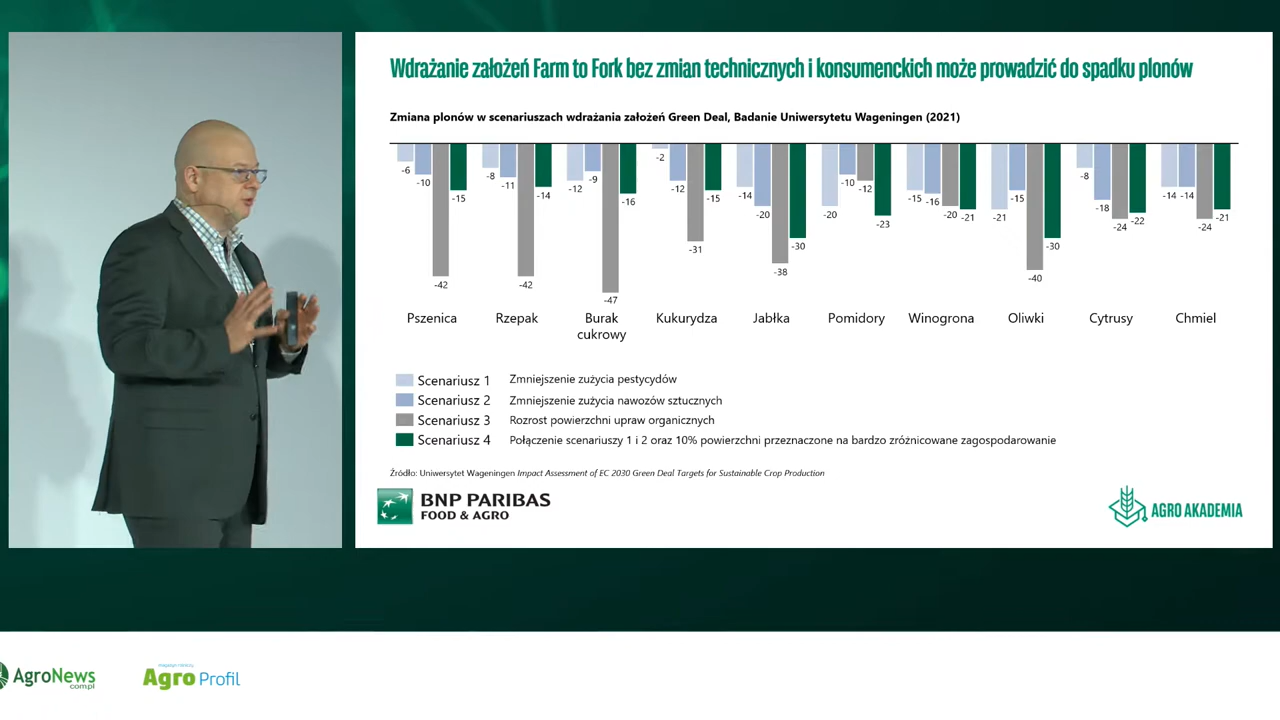 Wdrażanie założeń Farm to Fork bez zmian technicznych i konsumenckich może prowadzić do spadku plonów
Zmiana plonów w scenariuszach wdrażania założeń Green Deal, Badanie Uniwersytetu Wageningen (2021)
-6 -10 -42 -15
-8 -11 -42 -14
-12 -9 -47 -16
-2 -12 -31 -15
-14 -20 -38 -30
-20 -10 -12 -23
-15 -16 -20 -21
-21 -15 -40 -30
-8 -18 -24 -22
-14 -14 -24 -21
Pszenica Rzepak Burak cukrowy Kukurydza Jabłka Pomidory Winogrona Oliwki Cytrusy Chmiel
Scenariusz 1 Zmniejszenie zużycia pestycydów
Scenariusz 2 Zmniejszenie zużycia nawozów sztucznych
Scenariusz 3 Rozrost powierzchni upraw organicznych
Scenariusz 4 Połączenie scenariuszy 1 i 2 oraz 10% powierzchni przeznaczone na bardzo zróżnicowane zagospodarowanie
Źródło: Uniwersytet Wageningen Impact Assessment of EC 2030 Green Deal Targets for Sustainable Crop Production
BNP PARIBAS
FOOD & AGRO
AGRO AKADEMIA
AgroNews
com.pl
Agro Profil